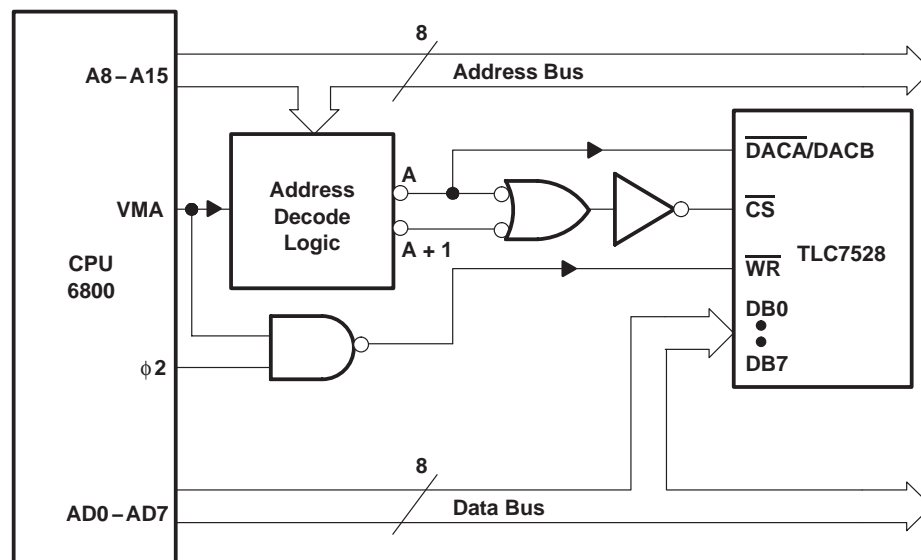 8
A8–A15
Address Bus
A
DACA/DACB
Address
Decode
Logic
VMA
CS
A + 1
TLC7528
CPU
6800
WR
DB0
DB7
ϕ2
8
AD0–AD7
Data Bus